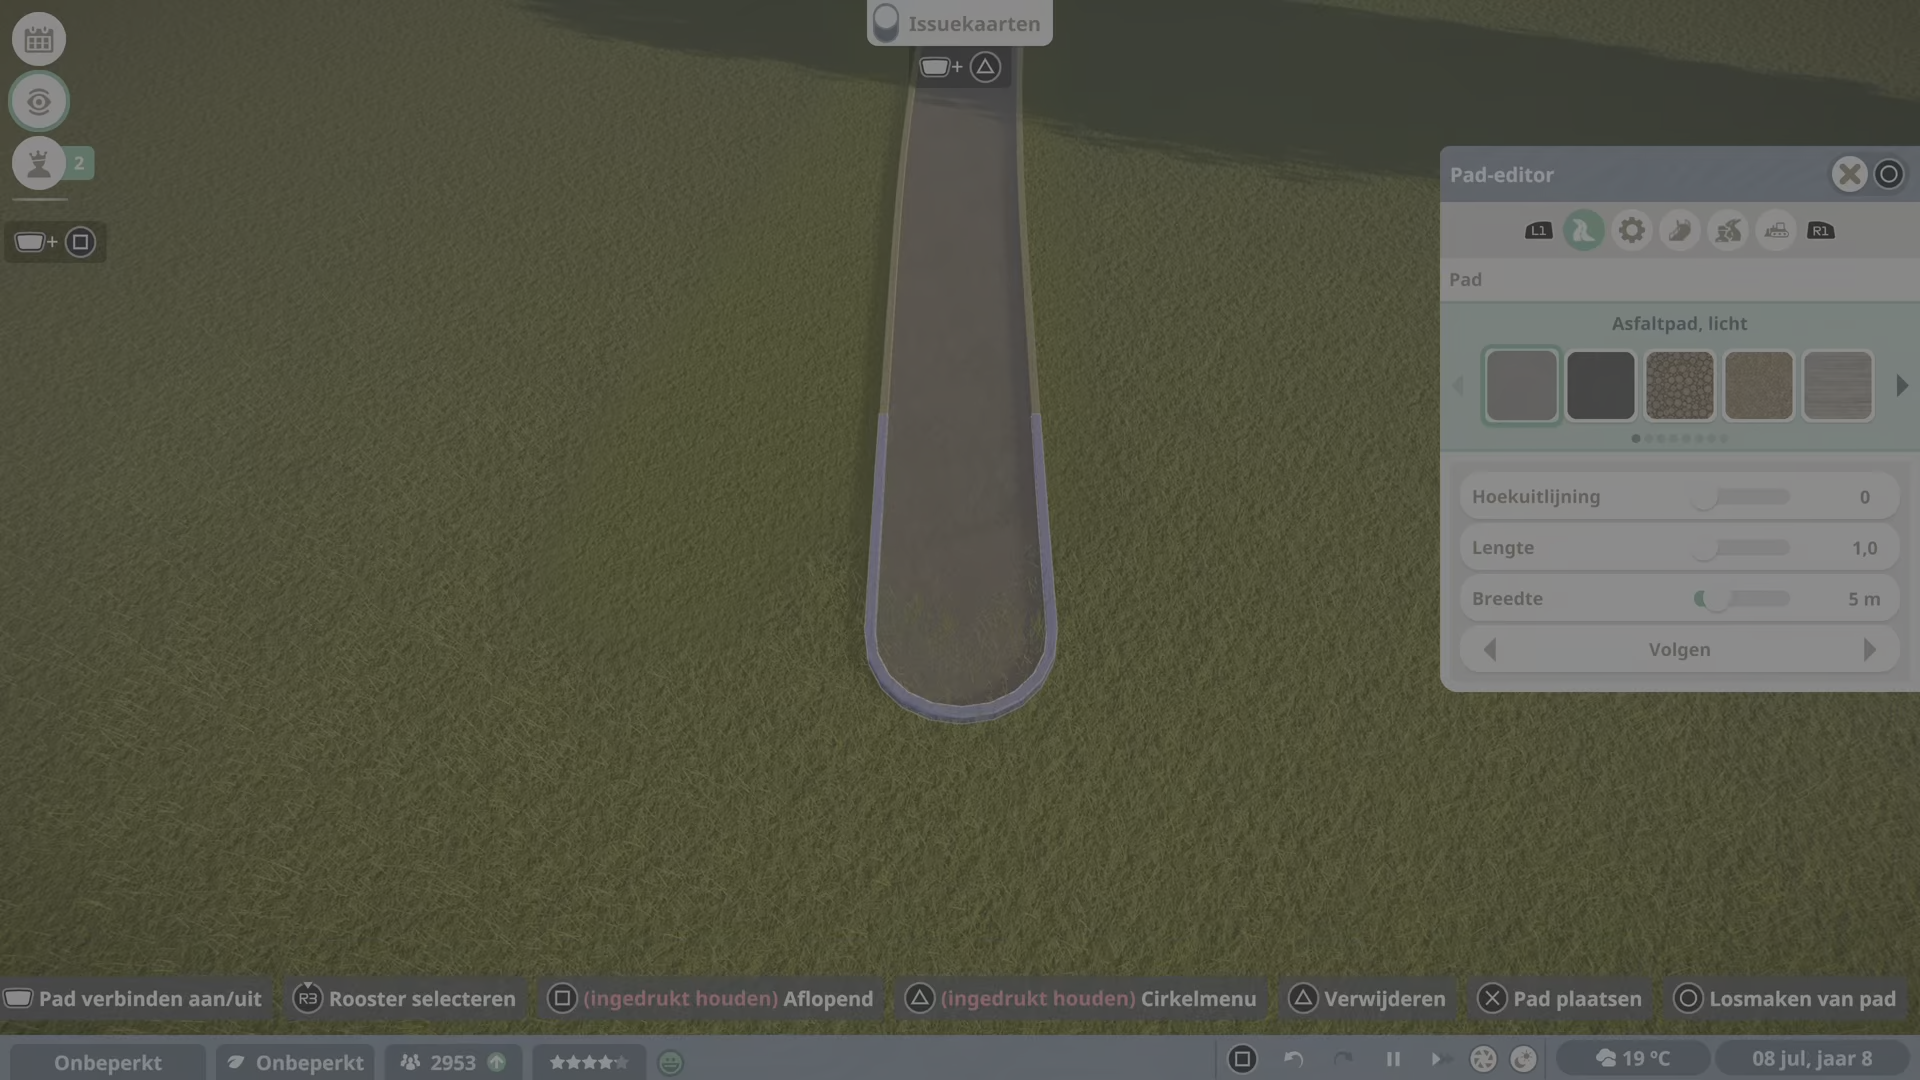 Issuekaarten
+
2
+
Pad-editor
L1
R1
Pad
Asfaltpad, licht
Hoekuitlijning 0
Lengte 1,0
Breedte 5 m
Volgen
Pad verbinden aan/uit
R3 Rooster selecteren
(ingedrukt houden) Aflopend
(ingedrukt houden) Cirkelmenu
Verwijderen
Pad plaatsen
Losmaken van pad
Onbeperkt
Onbeperkt
2953
19 °C
08 jul, jaar 8